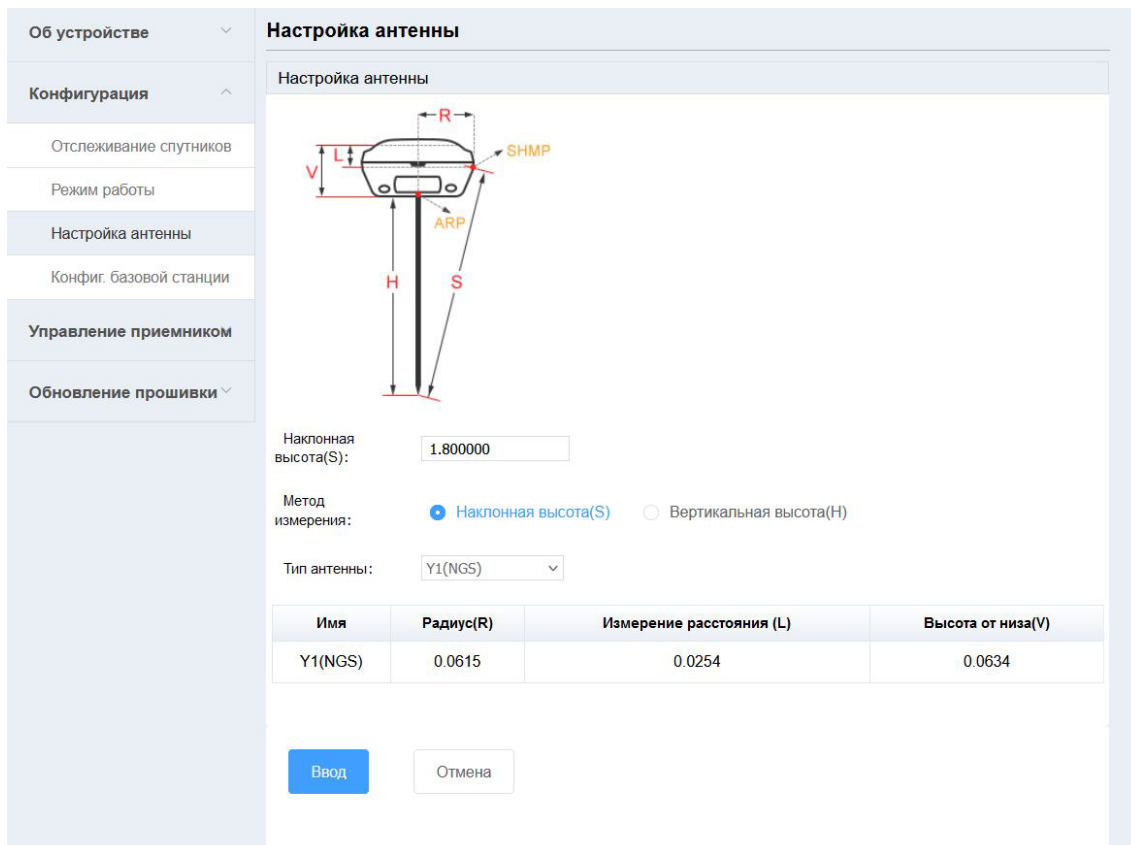 Об устройстве
Конфигурация
Отслеживание спутников
Режим работы
Настройка антенны
Конфиг. базовой станции
Управление приемником
Обновление прошивки
Настройка антенны
Настройка антенны
R
L
SHMP
V
ARP
H
S
Наклонная
высота(S):
1.800000
Метод
измерения:
Наклонная высота(S)
Вертикальная высота(H)
Тип антенны:
Y1(NGS)
Имя Радиус(R) Измерение расстояния (L) Высота от низа(V)
Y1(NGS) 0.0615 0.0254 0.0634
Ввод
Отмена